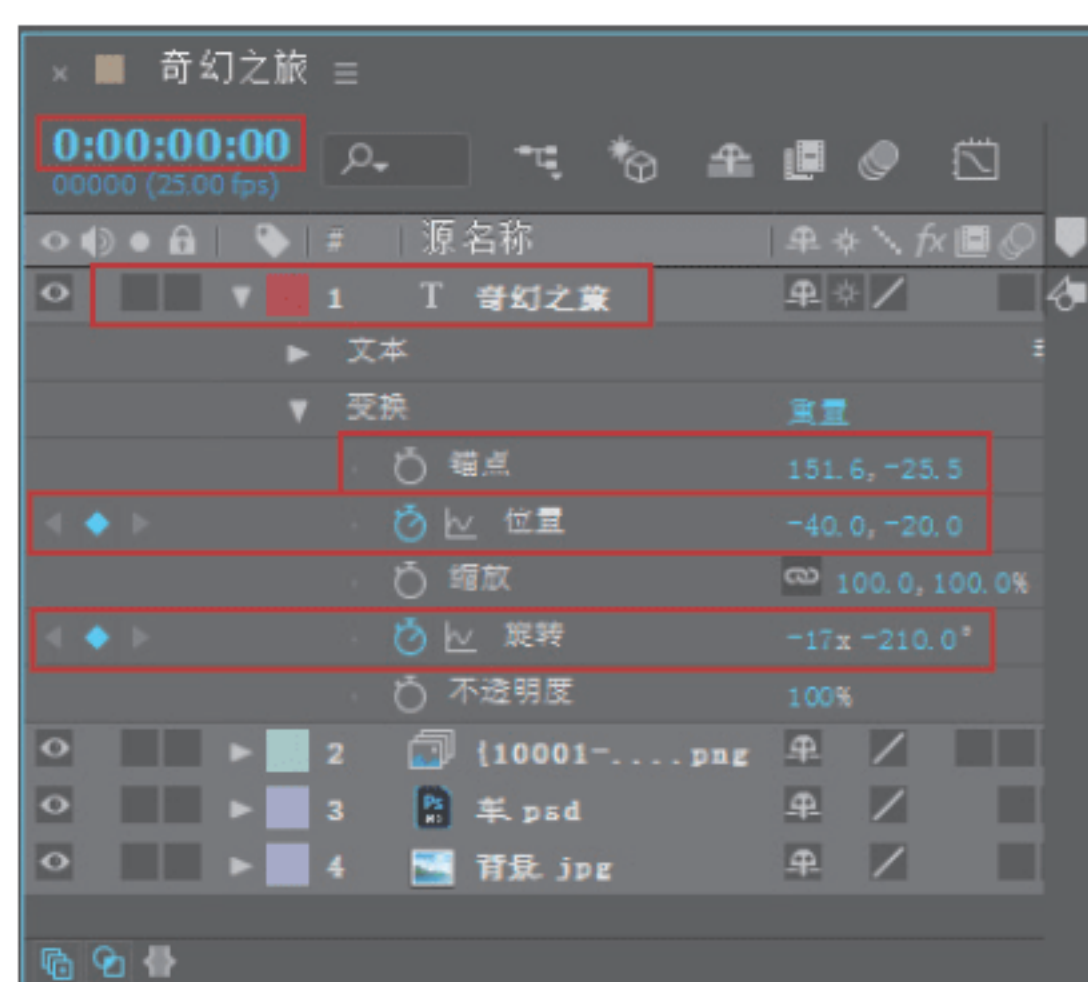 × 奇幻之旅 ≡
0:00:00:00
00000 (25.00 fps)
# 源名称 fx
1 T 奇幻之旅
文本
变换 重置
锚点 151.6, -25.5
位置 -40.0, -20.0
缩放 100.0, 100.0%
旋转 -17x -210.0°
不透明度 100%
2 {10001-....png
3 Ps 车.psd
4 背景.jpg